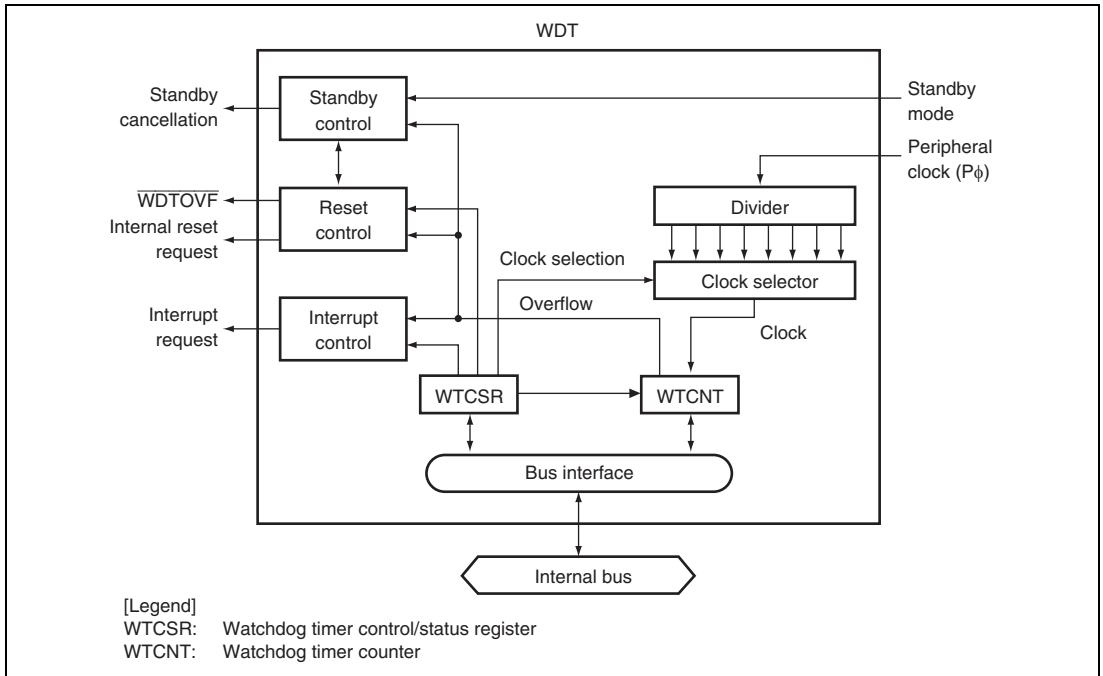 WDT
Standby
cancellation
Standby
control
Standby
mode
Peripheral
clock (Pϕ)
WDTOVF
Internal reset
request
Reset
control
Divider
Clock selection
Clock selector
Overflow
Interrupt
request
Interrupt
control
Clock
WTCSR
WTCNT
Bus interface
Internal bus
[Legend]
WTCSR: Watchdog timer control/status register
WTCNT: Watchdog timer counter